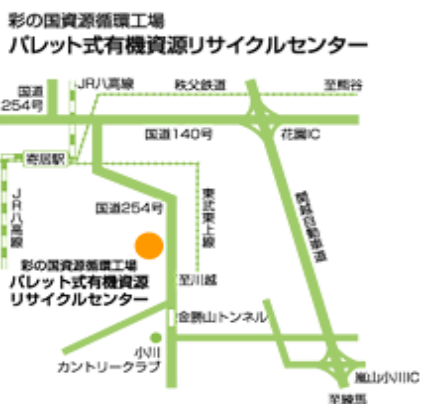 彩の国資源循環工場
パレット式有機資源リサイクルセンター
JR八高線
秩父鉄道
至熊谷
国道
254号
国道140号
花園IC
寄居駅
JR八高線
国道254号
東武東上線
関越自動車道
彩の国資源循環工場
パレット式有機資源
リサイクルセンター
至川越
金勝山トンネル
小川
カントリークラブ
嵐山小川IC
至練馬